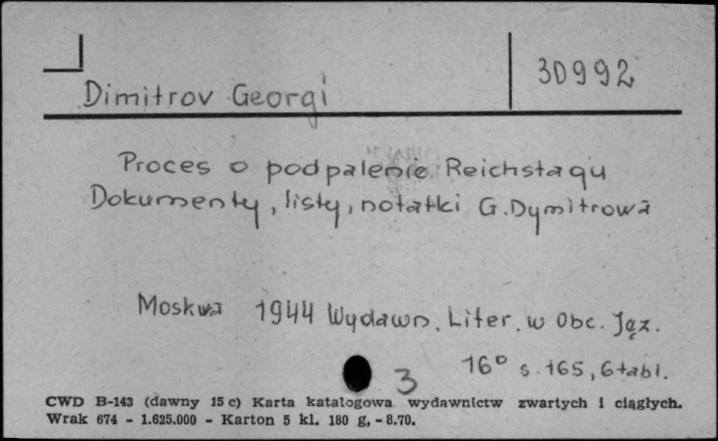 30992
Dimitrov Georgi
Proces o podpalenie Reichstagu
Dokumenty, listy, notatki G. Dymitrowa
Moskwa 1944 Wydawn. Liter. w Obc. Jęz.
16° s. 165, 6 tabl.
3
CWD B-143 (dawny 15 c) Karta katalogowa wydawnictw zwartych i ciągłych.
Wrak 674 - 1.625.000 - Karton 5 kl. 180 g, - 8.70.